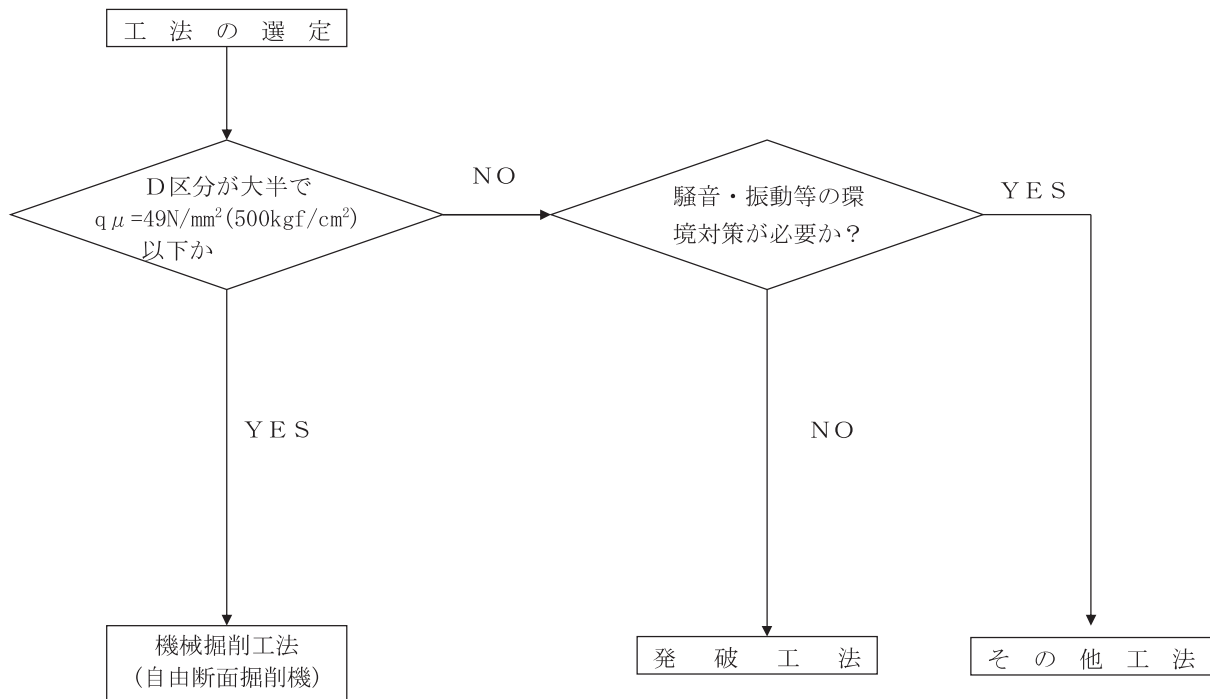 工法の選定
D区分が大半で
qμ=49N/mm²(500kgf/cm²)
以下か
NO
騒音・振動等の環
境対策が必要か?
YES
YES
NO
機械掘削工法
(自由断面掘削機)
発破工法
その他工法